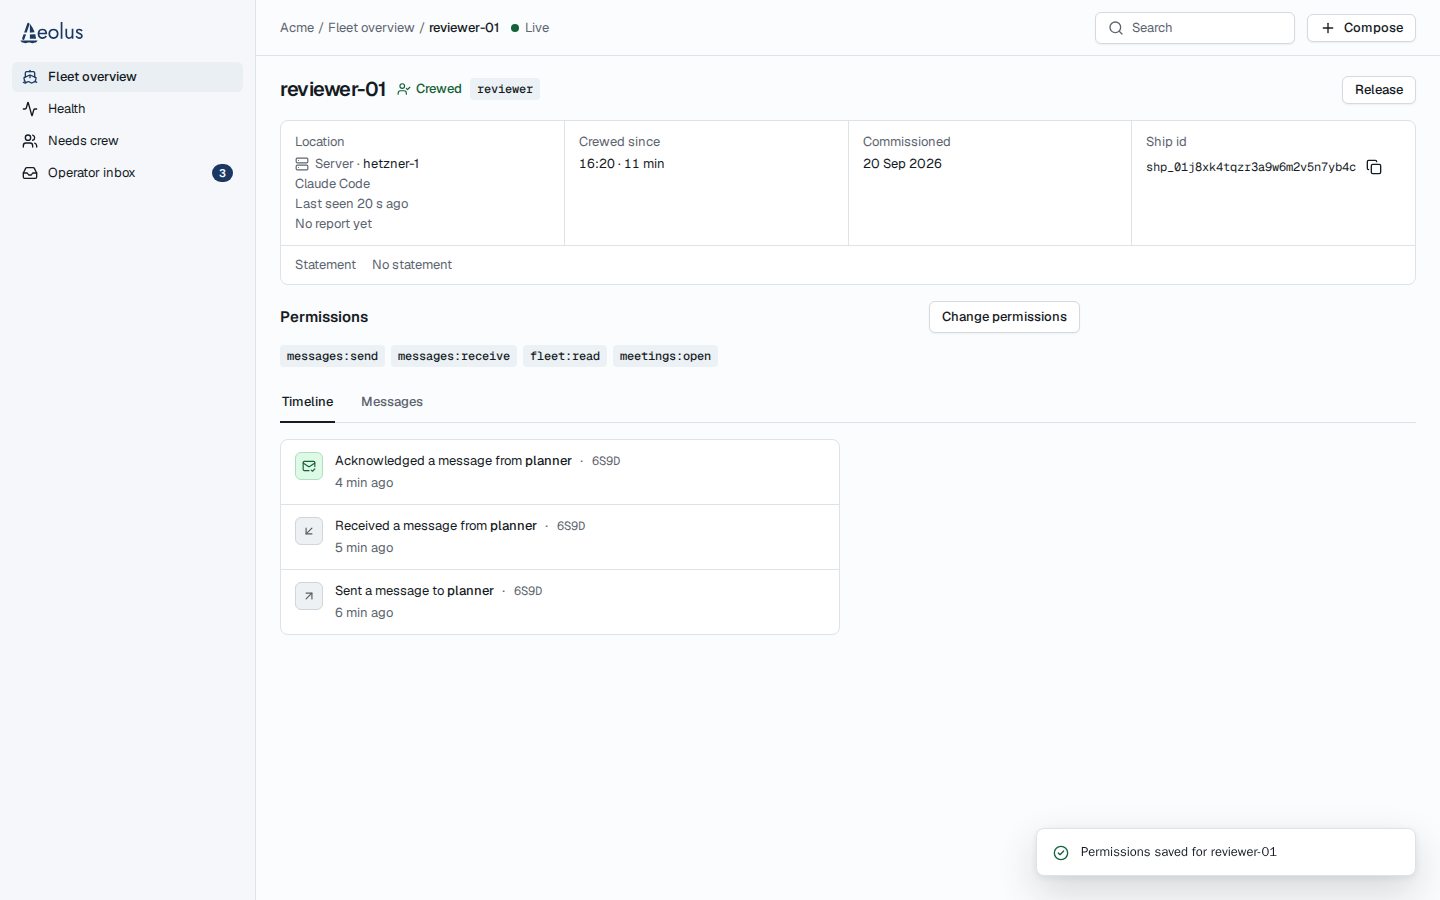 Aeolus
Fleet overview
Health
Needs crew
Operator inbox 3
Acme / Fleet overview / reviewer-01 Live
Search
Compose
reviewer-01 Crewed reviewer
Release
Location
Server · hetzner-1
Claude Code
Last seen 20 s ago
No report yet
Crewed since
16:20 · 11 min
Commissioned
20 Sep 2026
Ship id
shp_01j8xk4tqzr3a9w6m2v5n7yb4c
Statement No statement
Permissions
Change permissions
messages:send messages:receive fleet:read meetings:open
Timeline Messages
Acknowledged a message from planner · 6S9D
4 min ago
Received a message from planner · 6S9D
5 min ago
Sent a message to planner · 6S9D
6 min ago
Permissions saved for reviewer-01